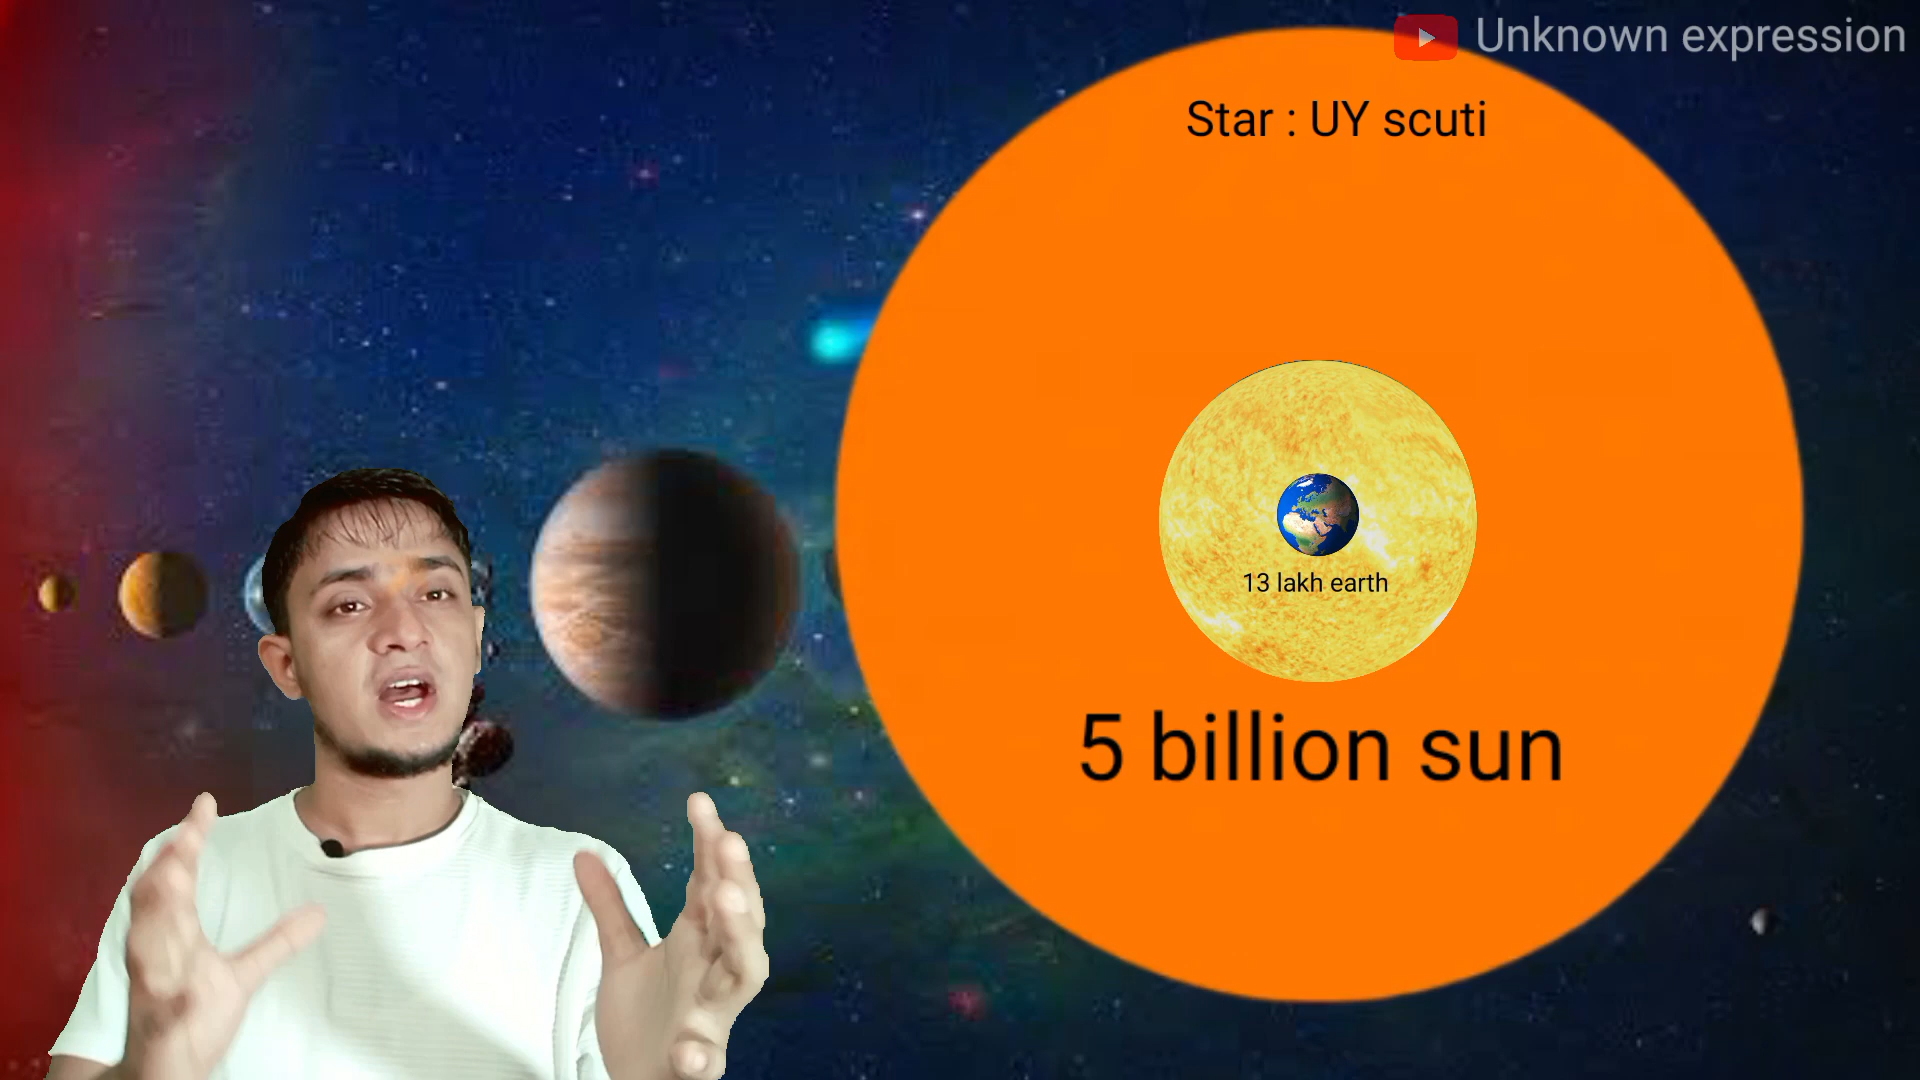 Unknown expression
Star : UY scuti
13 lakh earth
5 billion sun